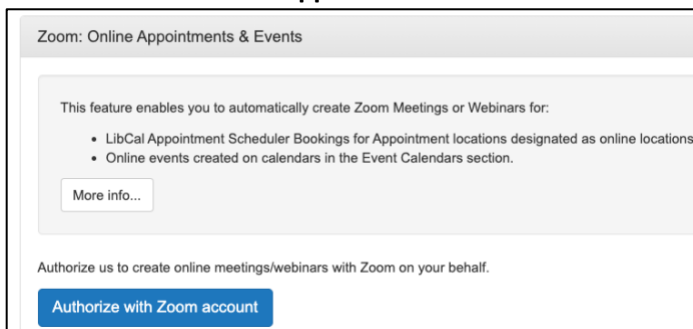 Zoom: Online Appointments & Events
This feature enables you to automatically create Zoom Meetings or Webinars for:
• LibCal Appointment Scheduler Bookings for Appointment locations designated as online locations
• Online events created on calendars in the Event Calendars section.
More info...
Authorize us to create online meetings/webinars with Zoom on your behalf.
Authorize with Zoom account